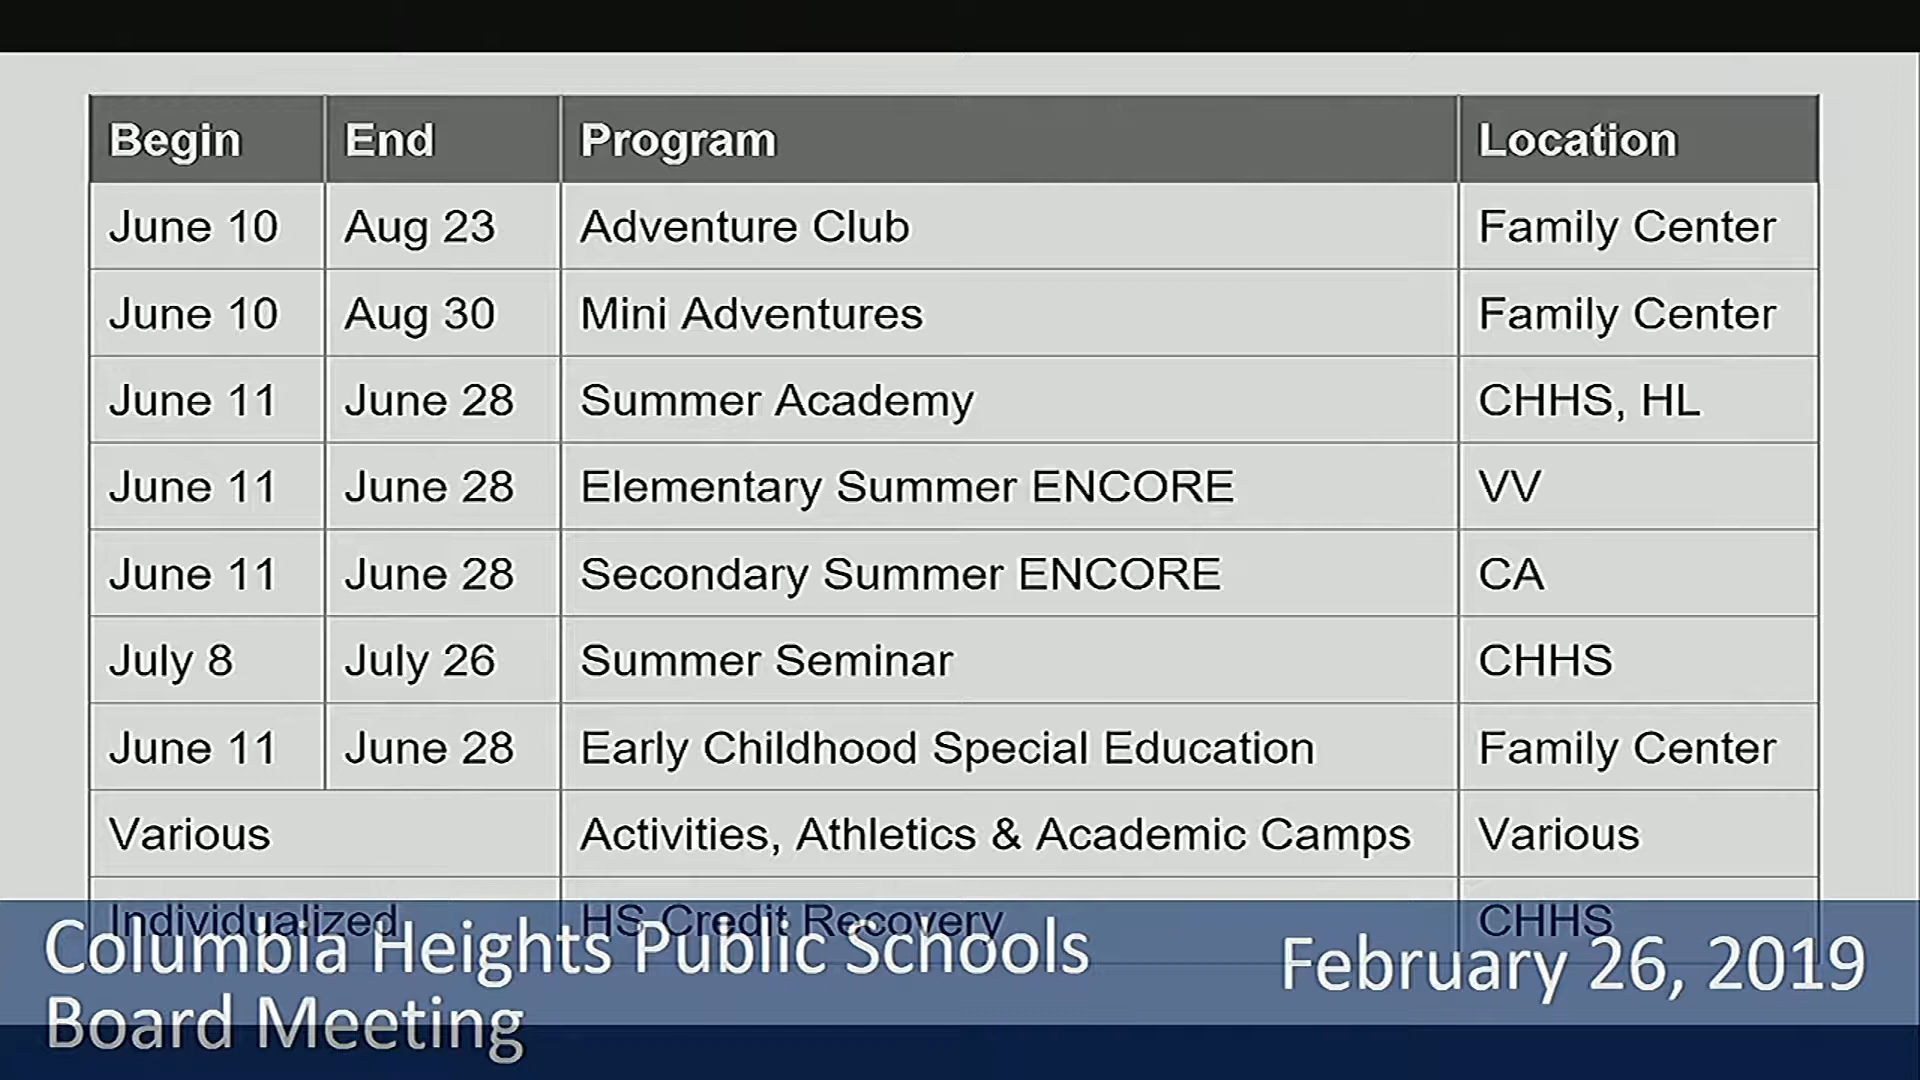 Begin End Program Location
June 10 Aug 23 Adventure Club Family Center
June 10 Aug 30 Mini Adventures Family Center
June 11 June 28 Summer Academy CHHS, HL
June 11 June 28 Elementary Summer ENCORE VV
June 11 June 28 Secondary Summer ENCORE CA
July 8 July 26 Summer Seminar CHHS
June 11 June 28 Early Childhood Special Education Family Center
Various Activities, Athletics & Academic Camps Various
Individualized HS Credit Recovery CHHS
Columbia Heights Public Schools
Board Meeting
February 26, 2019